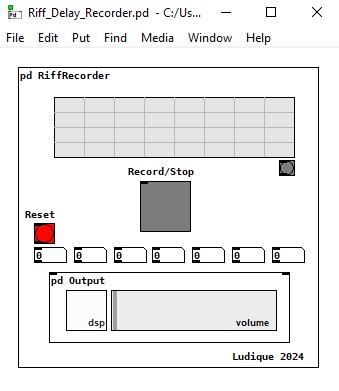 Riff_Delay_Recorder.pd - C:/Us...
File Edit Put Find Media Window Help
pd RiffRecorder
Record/Stop
Reset
0 0 0 0 0 0 0
pd Output
dsp volume
Ludique 2024